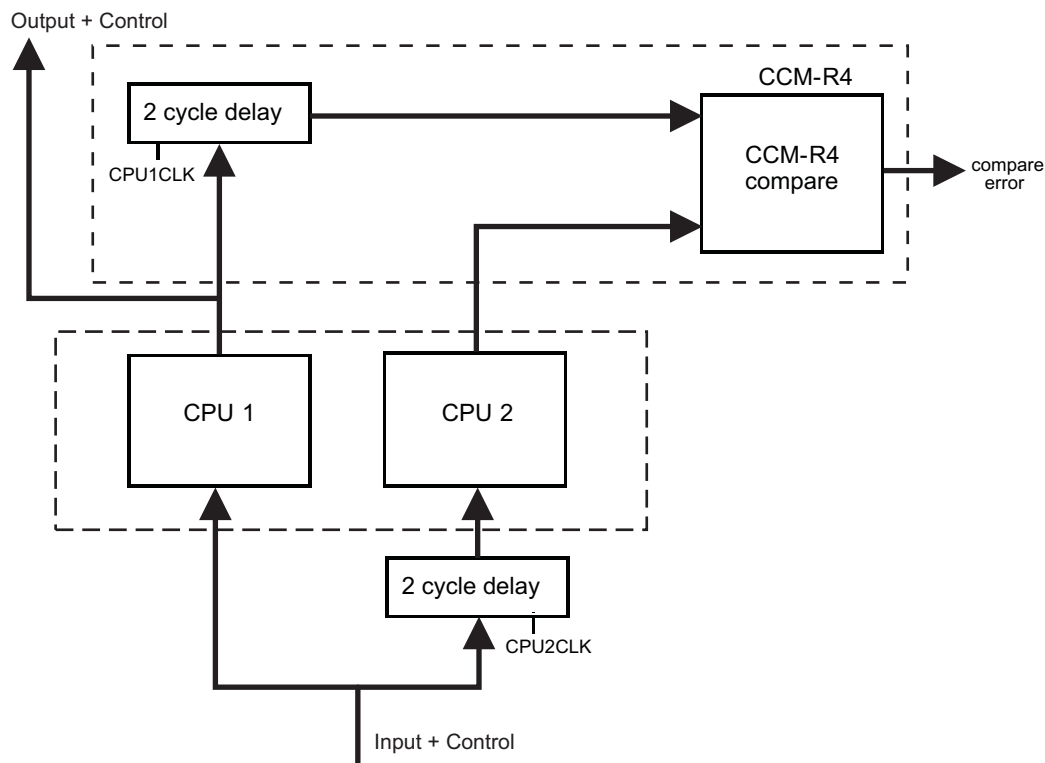 Output + Control
CCM-R4
2 cycle delay
CPU1CLK
CCM-R4
compare
compare
error
CPU 1
CPU 2
2 cycle delay
CPU2CLK
Input + Control